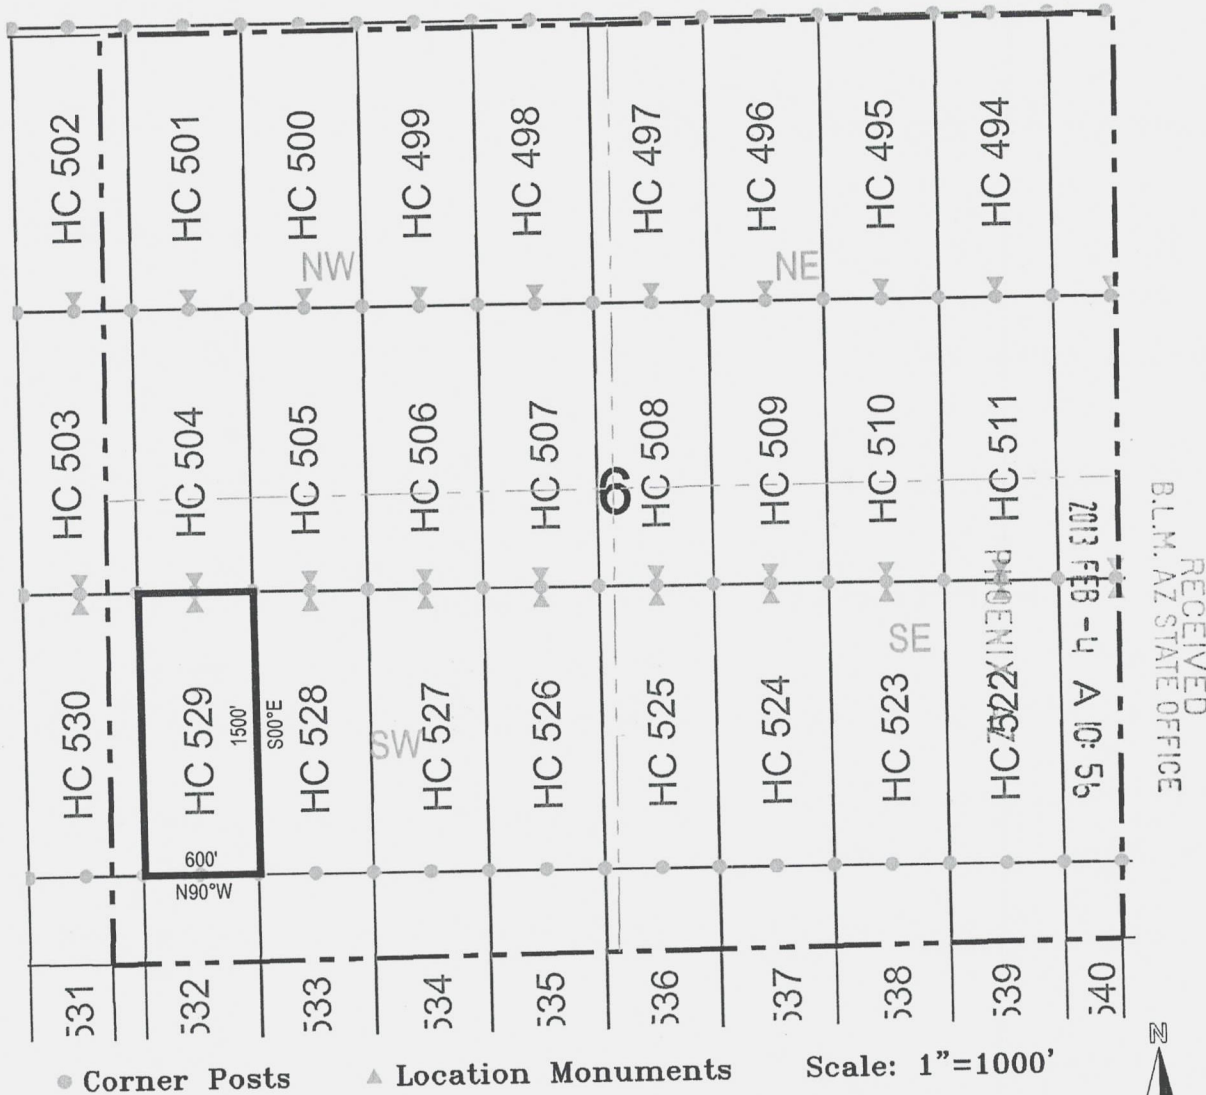 HC 502
HC 501
HC 500
HC 499
HC 498
HC 497
HC 496
HC 495
HC 494
NW
NE
HC 503
HC 504
HC 505
HC 506
HC 507
6
HC 508
HC 509
HC 510
HC 511
HC 530
HC 529
1500'
S00°E
HC 528
SW
HC 527
HC 526
HC 525
HC 524
SE
HC 523
HC 522
600'
N90°W
RECEIVED
B.L.M. AZ STATE OFFICE
2013 FEB -4 A 10:56
PHOENIX
531
532
533
534
535
536
537
538
539
540
Corner Posts
Location Monuments
Scale: 1”=1000’
N